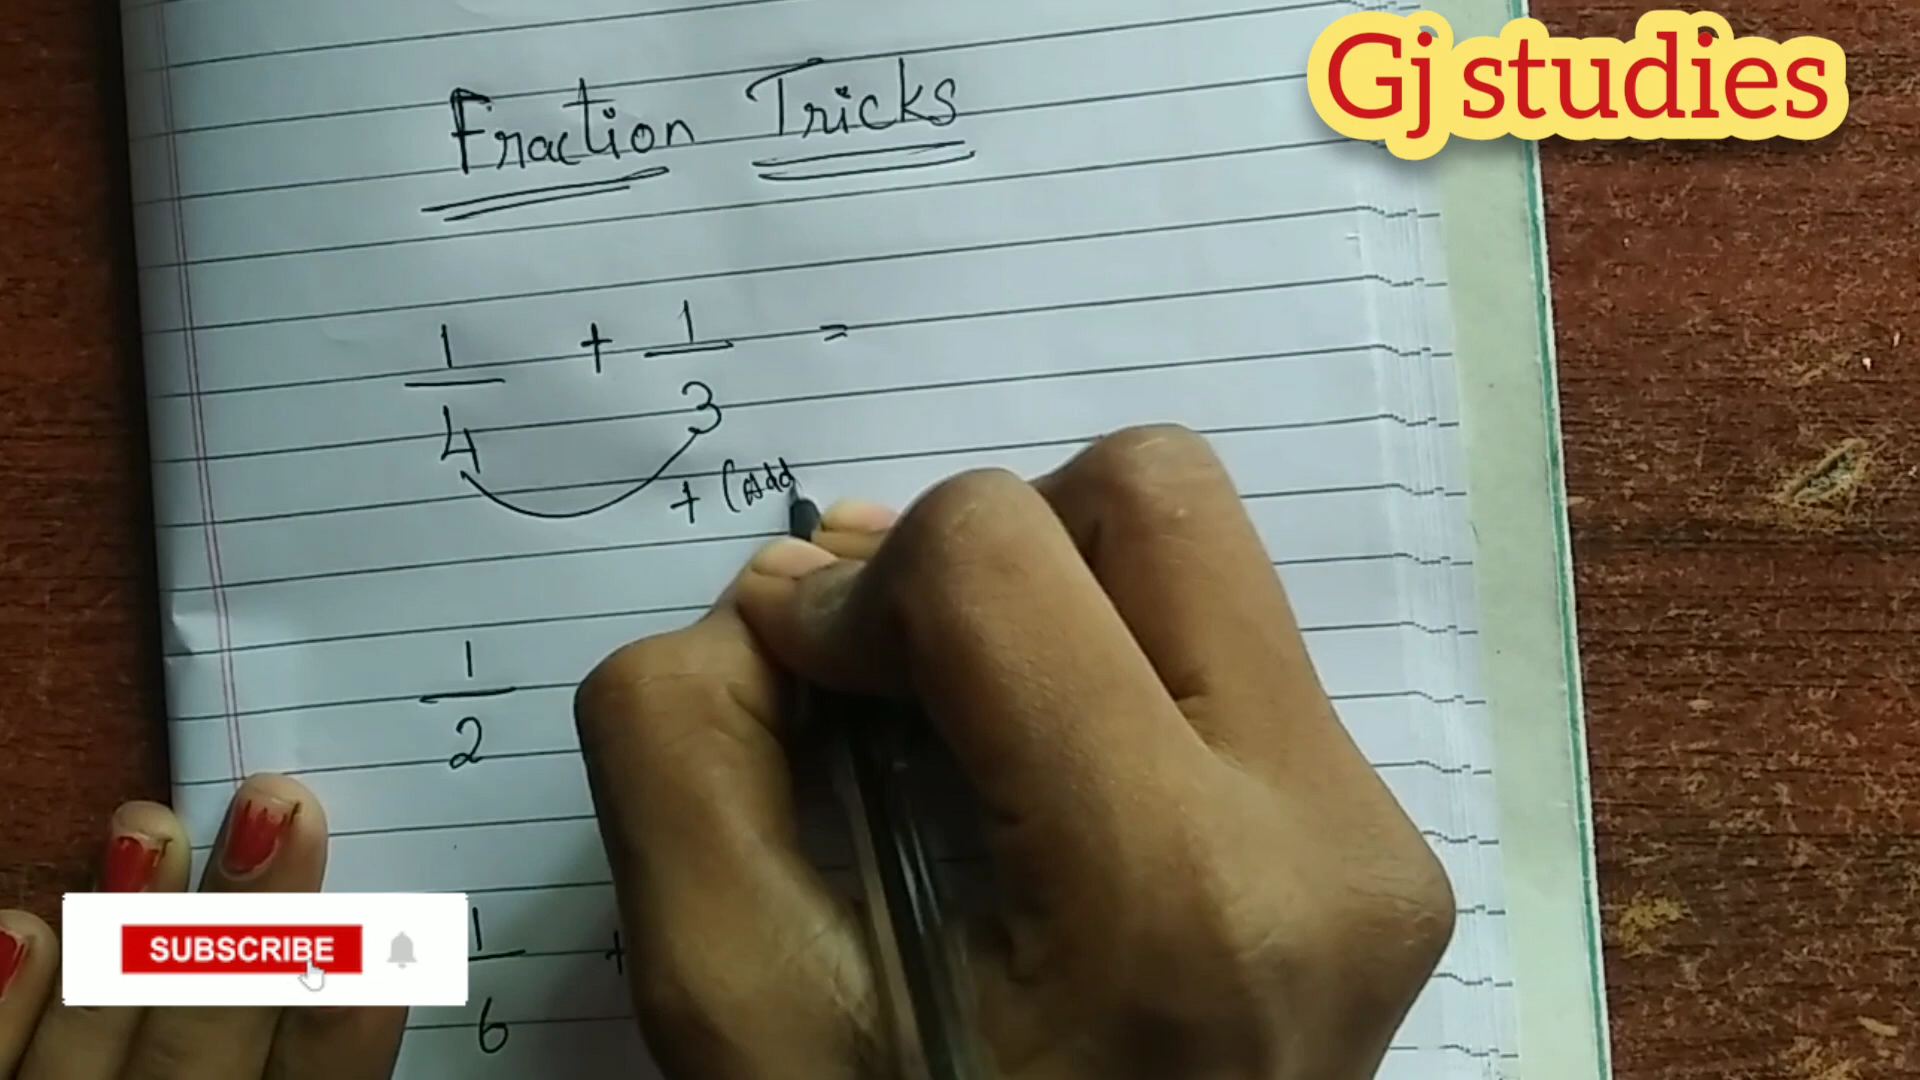 Gj studies
Fraction Tricks
1/4 + 1/3 =
+ (Add
1/2
1/6 +
SUBSCRIBE